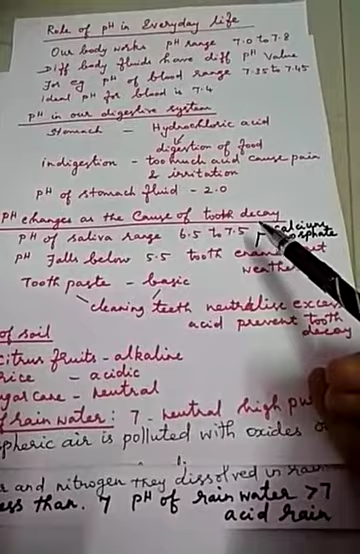 Role of pH in Everyday life
Our body works pH range 7.0 to 7.8
Diff body fluids have diff pH value
For eg pH of blood range 7.35 to 7.45
Ideal pH for blood is 7.4
pH in our digestive system
Stomach - Hydrochloric acid
digestion of food
indigestion - too much acid cause pain
& irritation
pH of stomach fluid - 2.0
pH changes as the Cause of tooth decay
pH of saliva range 6.5 to 7.5
calcium
phosphate
pH Falls below 5.5 tooth
Tooth paste - basic
cleaning teeth neutralise excess
acid prevent tooth
decay
of soil
citrus fruits - alkaline
rice - acidic
gar cane - neutral
of rain water: 7 - neutral high
spheric air is polluted with oxides
and nitrogen they dissolved in rain
ess than 7 pH of rain water >7
acid rain